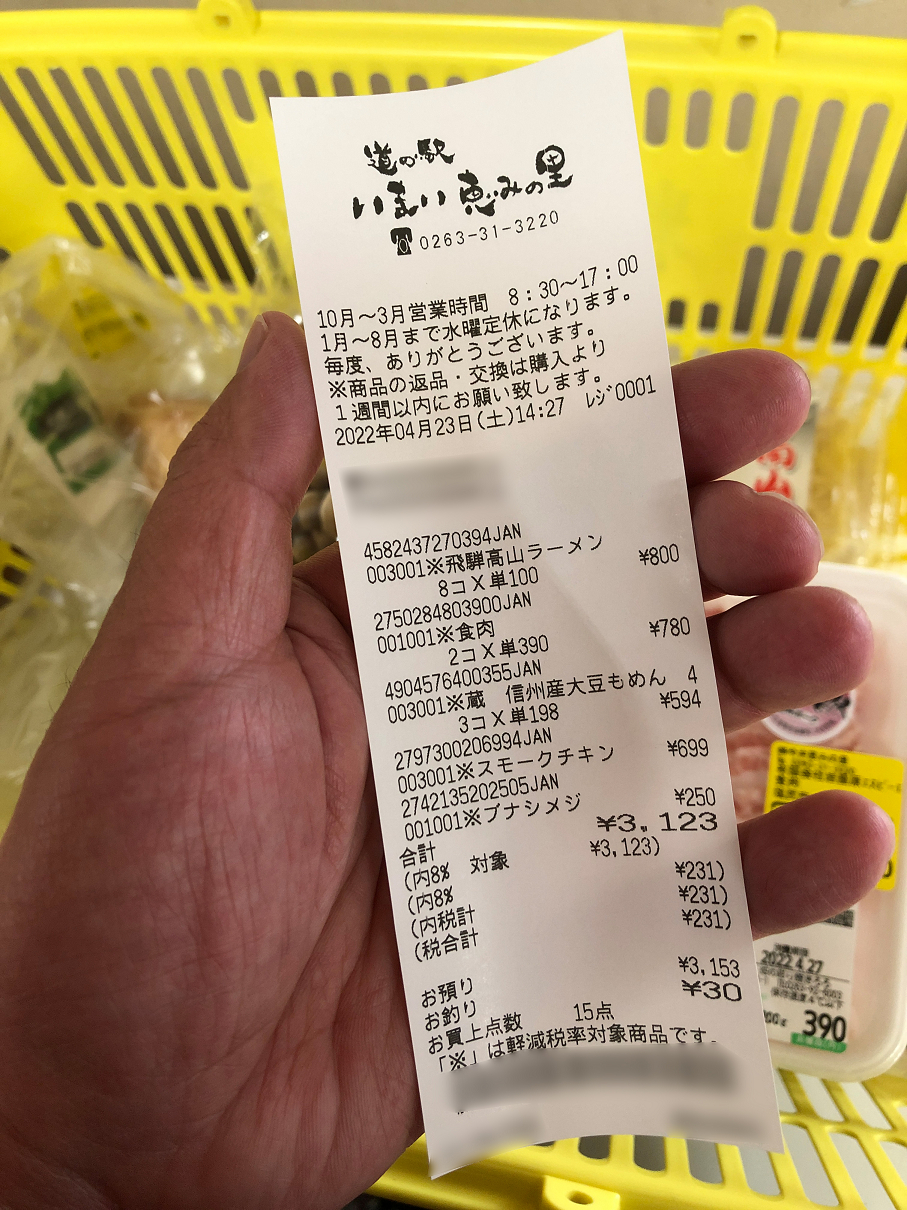 道の駅
いまい恵みの里
☎0263-31-3220
10月～3月営業時間 8:30～17:00
1月～8月まで水曜定休になります。
毎度、ありがとうございます。
※商品の返品・交換は購入より
1週間以内にお願い致します。
2022年04月23日(土)14:27 ﾚｼﾞ0001
4582437270394JAN
003001※飛騨高山ラーメン ¥800
8コX単100
2750284803900JAN
001001※食肉 ¥780
2コX単390
4904576400355JAN
003001※蔵 信州産大豆もめん 4
3コX単198 ¥594
2797300206994JAN
003001※スモークチキン ¥699
2742135202505JAN
001001※ブナシメジ ¥250
合計 ¥3,123
(内8% 対象 ¥3,123)
(内8% ¥231)
(内税計 ¥231)
(税合計 ¥231)
お預り ¥3,153
お釣り ¥30
お買上点数 15点
「※」は軽減税率対象商品です。
高山
2022.4.27
390